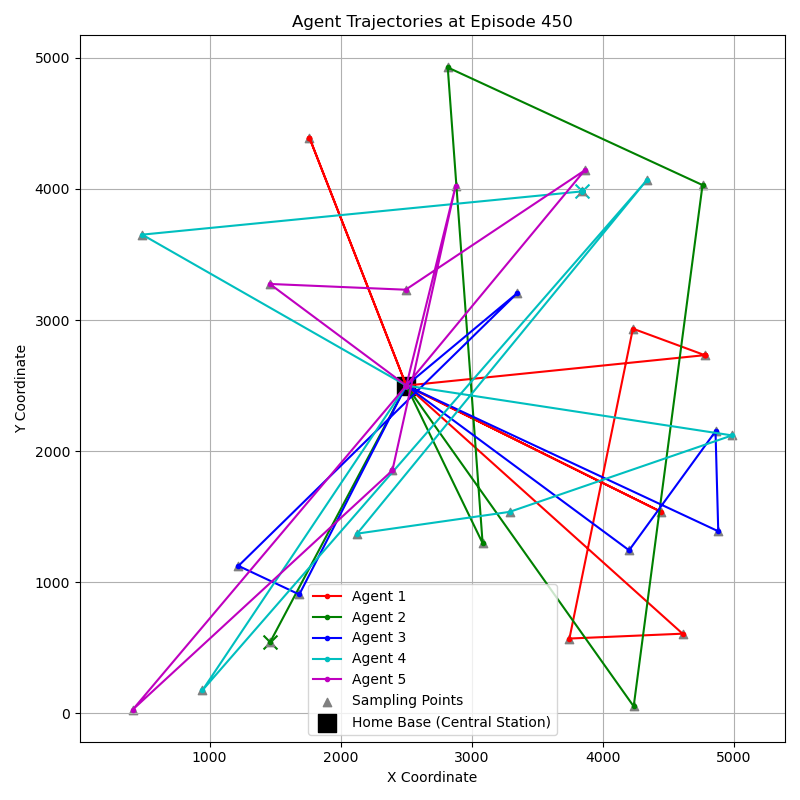 Agent Trajectories at Episode 450
Y Coordinate
5000
4000
3000
2000
1000
0
1000
2000
3000
4000
5000
X Coordinate
Agent 1
Agent 2
Agent 3
Agent 4
Agent 5
Sampling Points
Home Base (Central Station)